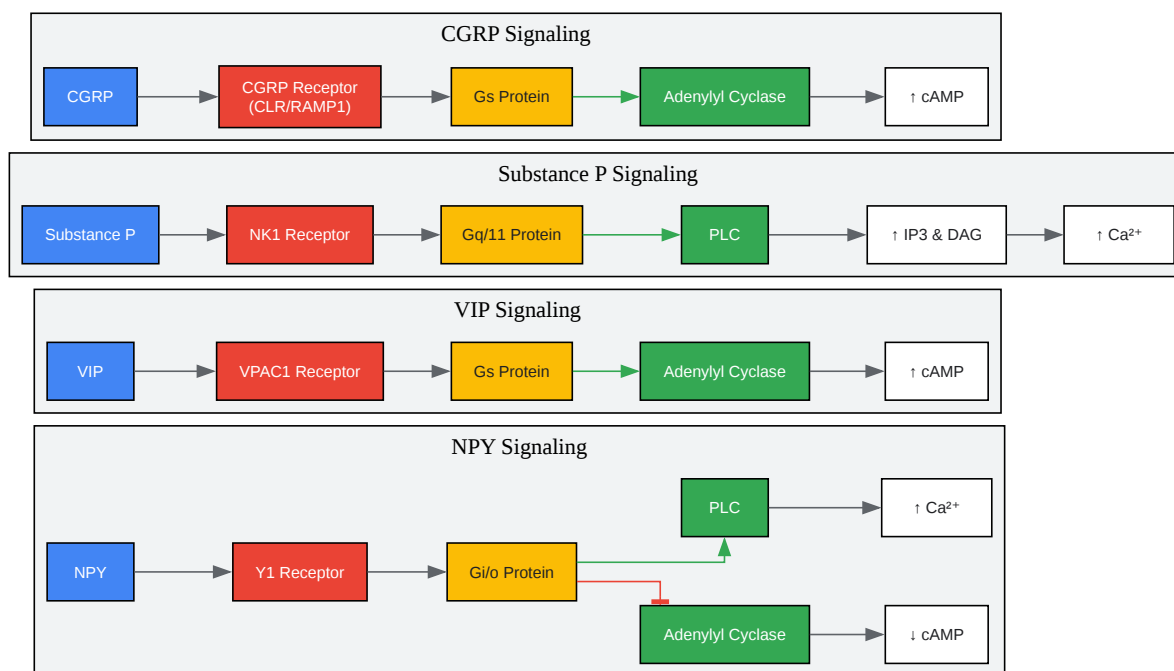 CGRP Signaling
CGRP
CGRP Receptor
(CLR/RAMP1)
Gs Protein
Adenylyl Cyclase
↑ cAMP
Substance P Signaling
Substance P
NK1 Receptor
Gq/11 Protein
PLC
↑ IP3 & DAG
↑ Ca²⁺
VIP Signaling
VIP
VPAC1 Receptor
Gs Protein
Adenylyl Cyclase
↑ cAMP
NPY Signaling
NPY
Y1 Receptor
Gi/o Protein
PLC
↑ Ca²⁺
Adenylyl Cyclase
↓ cAMP